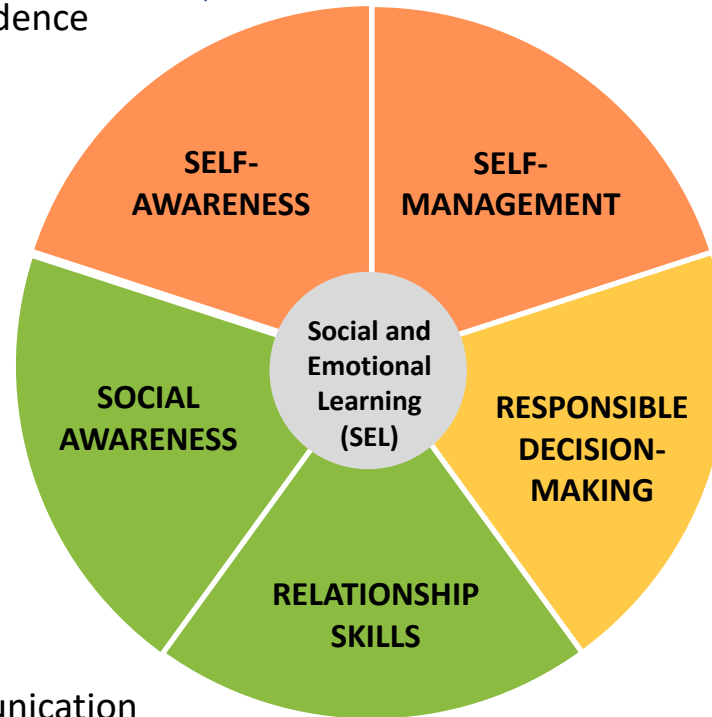 dence
SELF-
AWARENESS
SELF-
MANAGEMENT
Social and
Emotional
Learning
(SEL)
SOCIAL
AWARENESS
RESPONSIBLE
DECISION-
MAKING
RELATIONSHIP
SKILLS
unication